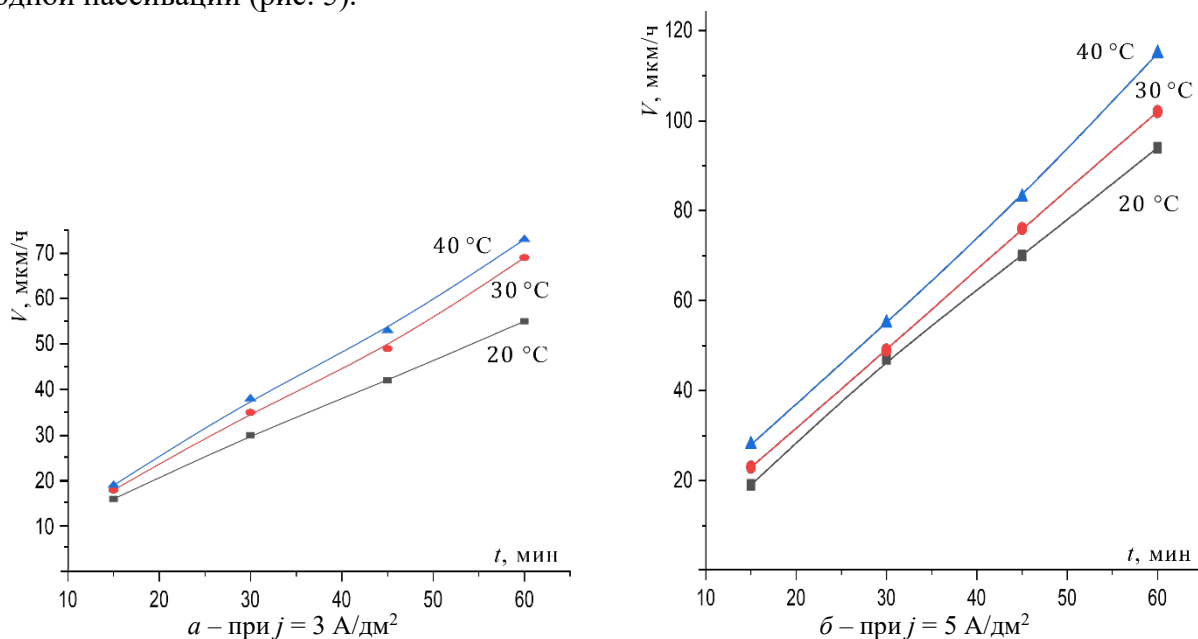 одной пассивации (рис. 5).
V, мкм/ч
70
60
50
40
30
20
10
40 °C
30 °C
20 °C
t, мин
10 20 30 40 50 60
а – при j = 3 А/дм²
V, мкм/ч
120
100
80
60
40
20
40 °C
30 °C
20 °C
t, мин
10 20 30 40 50 60
б – при j = 5 А/дм²